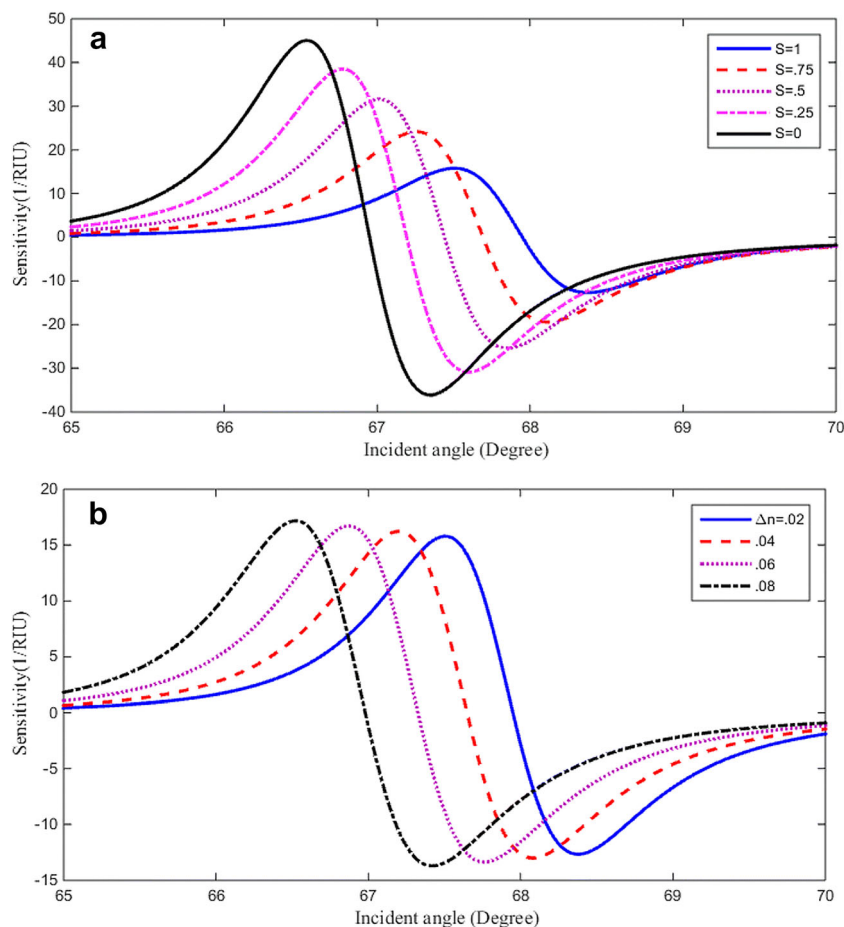 a
50
40
30
20
10
0
-10
-20
-30
-40
Sensitivity(1/RIU)
S=1
S=.75
S=.5
S=.25
S=0
65 66 67 68 69 70
Incident angle (Degree)
b
20
15
10
5
0
-5
-10
-15
Sensitivity(1/RIU)
Δn=.02
.04
.06
.08
65 66 67 68 69 70
Incident angle (Degree)